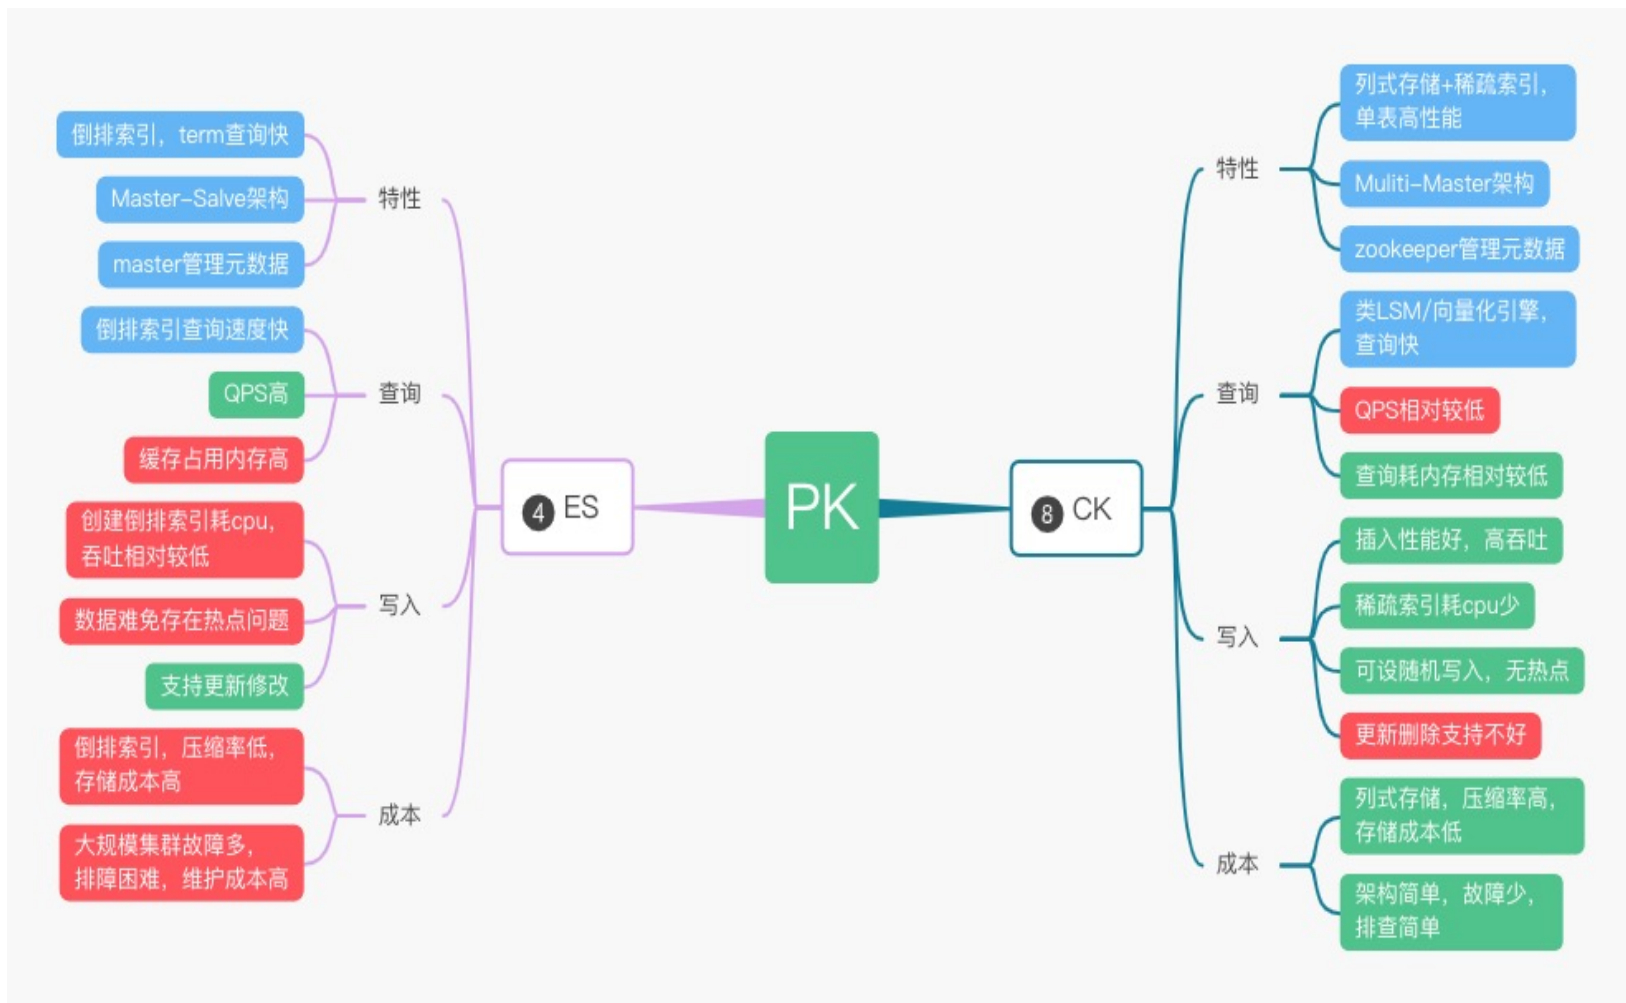 PK
4 ES
特性
倒排索引，term查询快
Master-Salve架构
master管理元数据
查询
倒排索引查询速度快
QPS高
缓存占用内存高
写入
创建倒排索引耗cpu，
吞吐相对较低
数据难免存在热点问题
支持更新修改
成本
倒排索引，压缩率低，
存储成本高
大规模集群故障多，
排障困难，维护成本高
8 CK
特性
列式存储+稀疏索引，
单表高性能
Muliti-Master架构
zookeeper管理元数据
查询
类LSM/向量化引擎，
查询快
QPS相对较低
查询耗内存相对较低
写入
插入性能好，高吞吐
稀疏索引耗cpu少
可设随机写入，无热点
更新删除支持不好
成本
列式存储，压缩率高，
存储成本低
架构简单，故障少，
排查简单